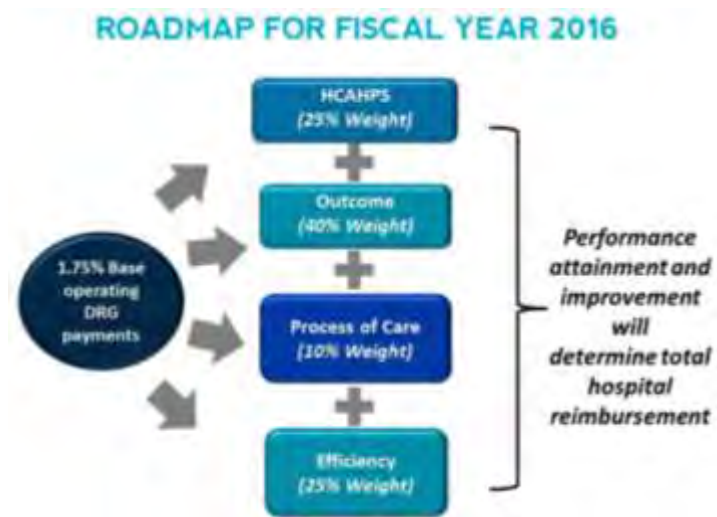 ROADMAP FOR FISCAL YEAR 2016
HCAHPS
(25% Weight)
Outcome
(40% Weight)
1.75% Base
operating
DRG
payments
Process of Care
(10% Weight)
Efficiency
(25% Weight)
Performance
attainment and
improvement
will
determine total
hospital
reimbursement